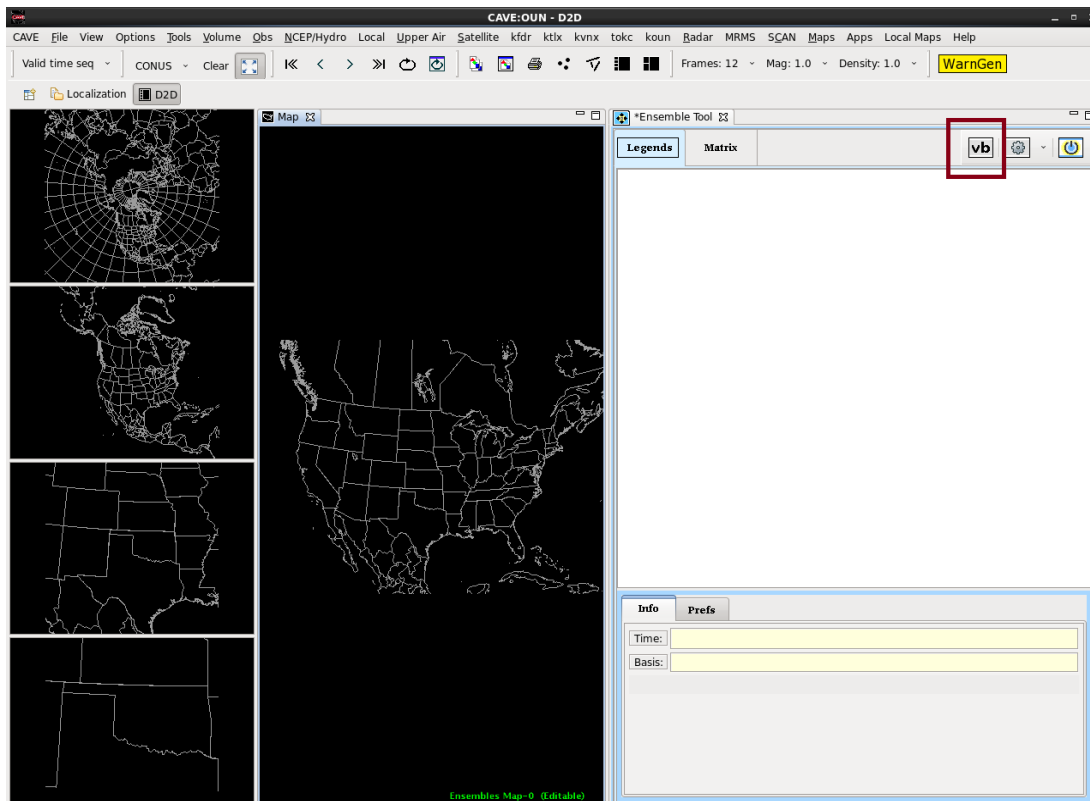 CAVE:OUN - D2D
CAVE File View Options Tools Volume Obs NCEP/Hydro Local Upper Air Satellite kfdr ktlx kvnx tokc koun Radar MRMS SCAN Maps Apps Local Maps Help
Valid time seq CONUS Clear Frames: 12 Mag: 1.0 Density: 1.0 WarnGen
Localization D2D
Map *Ensemble Tool
Legends Matrix vb
Info Prefs
Time:
Basis:
Ensembles Map-0 (Editable)